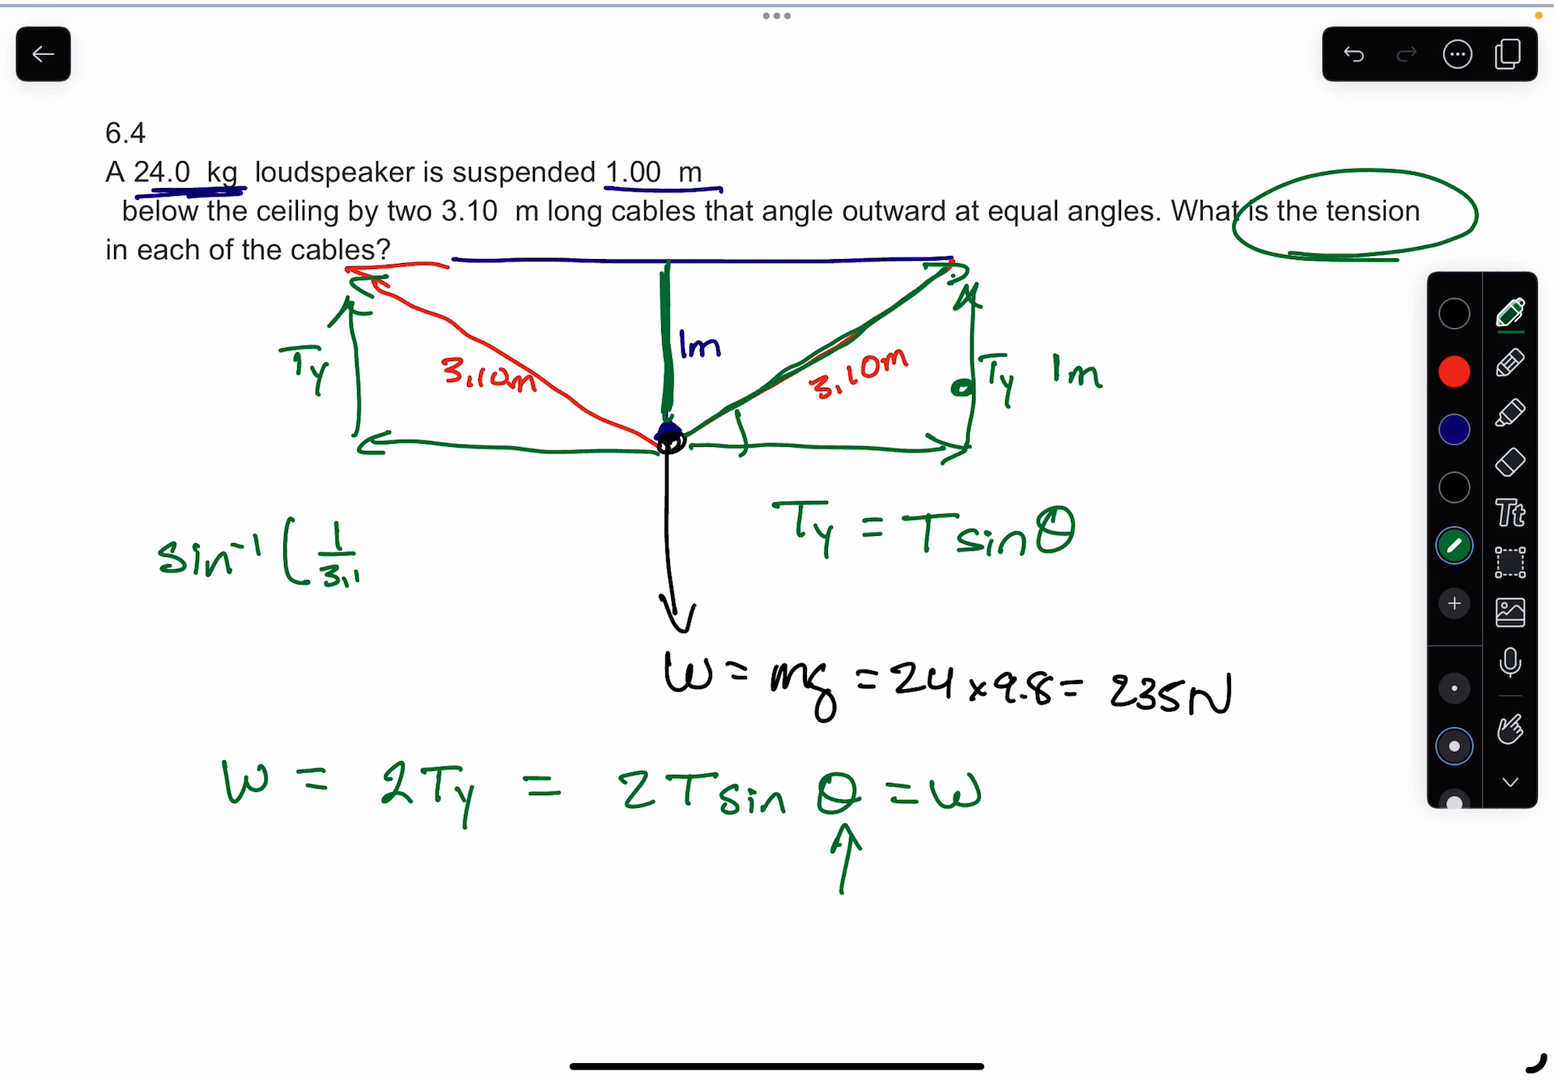 6.4
A 24.0 kg loudspeaker is suspended 1.00 m
below the ceiling by two 3.10 m long cables that angle outward at equal angles. What is the tension
in each of the cables?
Ty
3.10m
1m
3.10m
Ty 1m
sin⁻¹ ( 1/3.1
Ty = T sin θ
W = mg = 24 x 9.8 = 235N
W = 2Ty = 2T sin θ = W
Tt